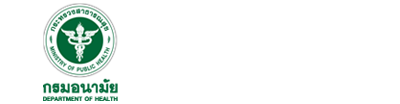 กระทรวงสาธารณสุข
MINISTRY OF PUBLIC HEALTH
กรมอนามัย
DEPARTMENT OF HEALTH